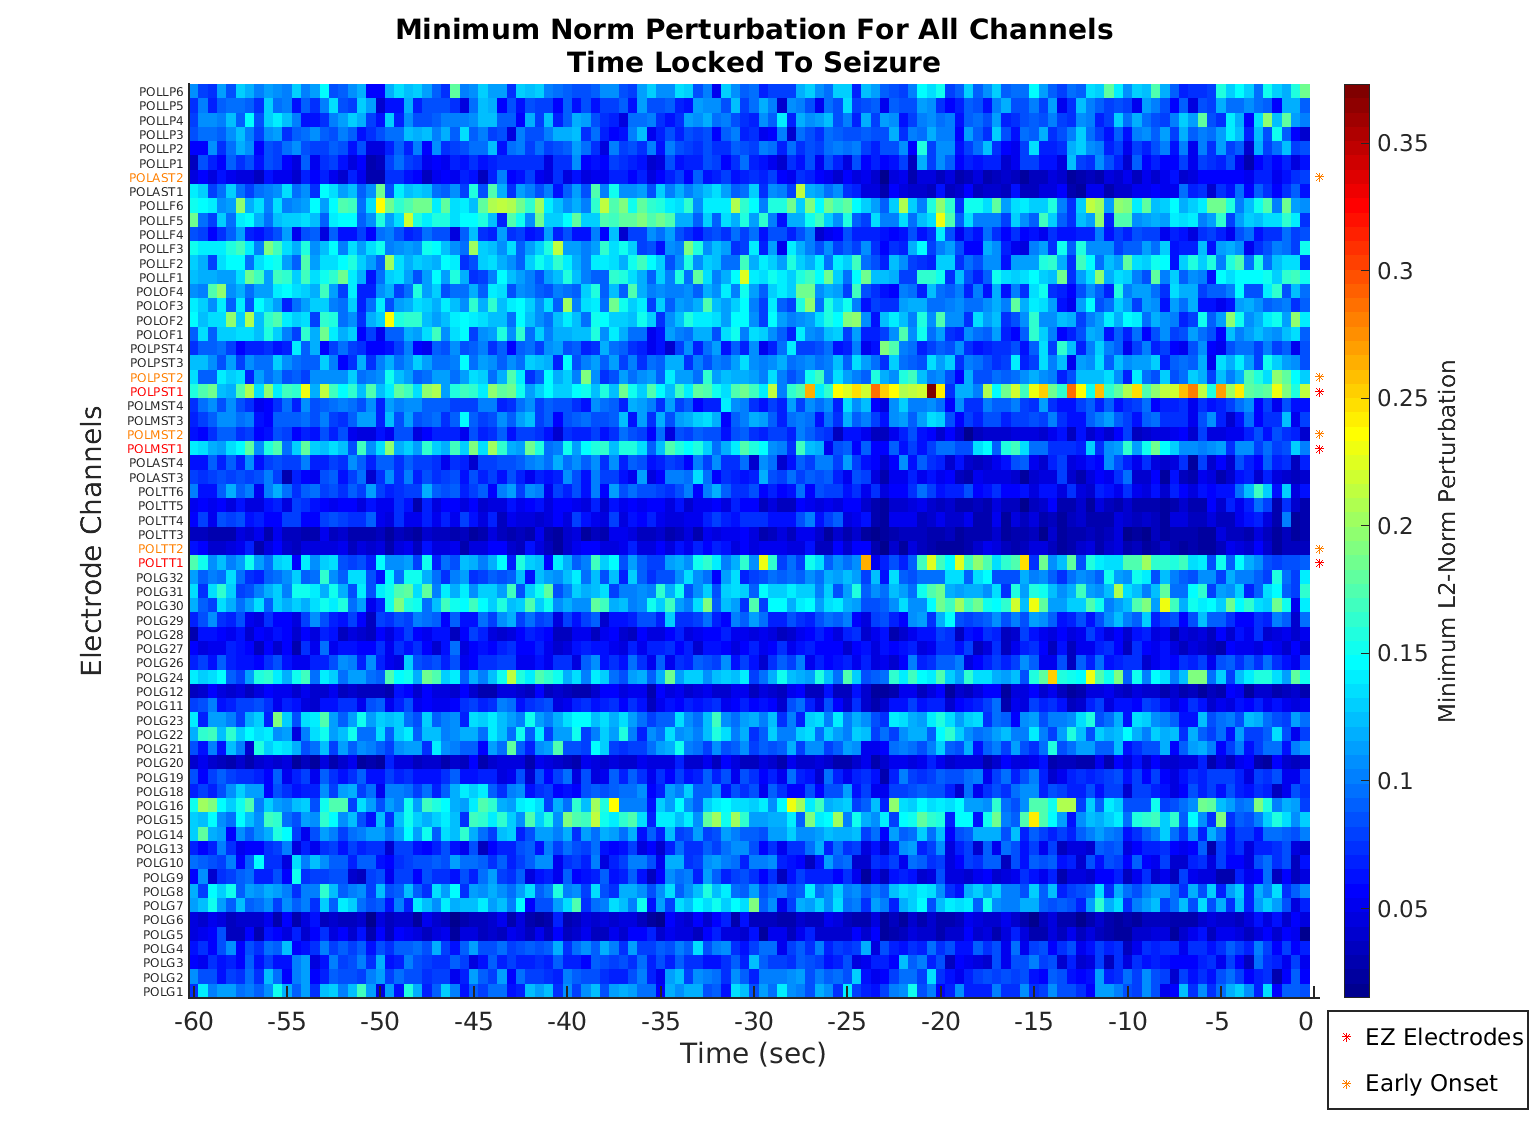 Minimum Norm Perturbation For All Channels
Time Locked To Seizure
Electrode Channels
POLLP6
POLLP5
POLLP4
POLLP3
POLLP2
POLLP1
POLAST2
POLAST1
POLLF6
POLLF5
POLLF4
POLLF3
POLLF2
POLLF1
POLOF4
POLOF3
POLOF2
POLOF1
POLPST4
POLPST3
POLPST2
POLPST1
POLMST4
POLMST3
POLMST2
POLMST1
POLAST4
POLAST3
POLTT6
POLTT5
POLTT4
POLTT3
POLTT2
POLTT1
POLG32
POLG31
POLG30
POLG29
POLG28
POLG27
POLG26
POLG24
POLG12
POLG11
POLG23
POLG22
POLG21
POLG20
POLG19
POLG18
POLG16
POLG15
POLG14
POLG13
POLG10
POLG9
POLG8
POLG7
POLG6
POLG5
POLG4
POLG3
POLG2
POLG1
-60 -55 -50 -45 -40 -35 -30 -25 -20 -15 -10 -5 0
Time (sec)
0.35
0.3
0.25
0.2
0.15
0.1
0.05
Minimum L2-Norm Perturbation
EZ Electrodes
Early Onset